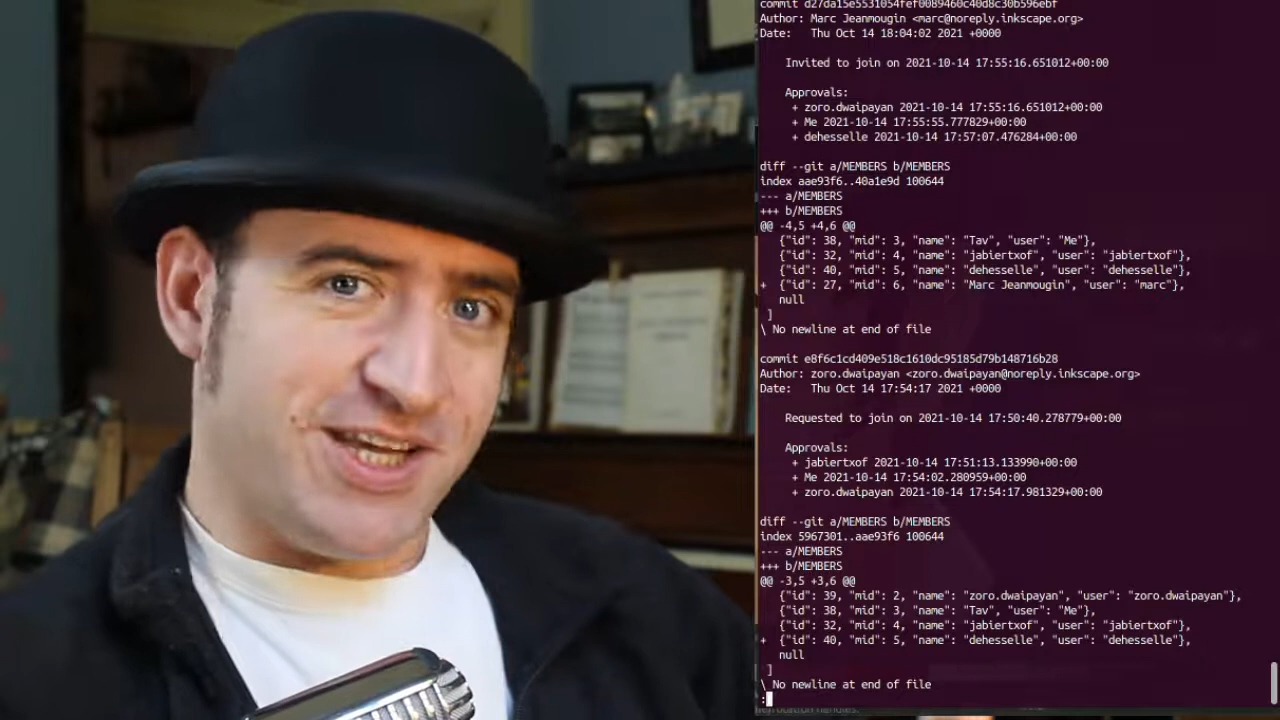 commit d27da15e5531054fef0089460c40d8c30b596ebf
Author: Marc Jeanmougin <marc@noreply.inkscape.org>
Date:   Thu Oct 14 18:04:02 2021 +0000
Invited to join on 2021-10-14 17:55:16.651012+00:00
Approvals:
+ zoro.dwaipayan 2021-10-14 17:55:16.651012+00:00
+ Me 2021-10-14 17:55:55.777829+00:00
+ dehesselle 2021-10-14 17:57:07.476284+00:00
diff --git a/MEMBERS b/MEMBERS
index aae93f6..40a1e9d 100644
--- a/MEMBERS
+++ b/MEMBERS
@@ -4,5 +4,6 @@
{"id": 38, "mid": 3, "name": "Tav", "user": "Me"},
{"id": 32, "mid": 4, "name": "jabiertxof", "user": "jabiertxof"},
{"id": 40, "mid": 5, "name": "dehesselle", "user": "dehesselle"},
+  {"id": 27, "mid": 6, "name": "Marc Jeanmougin", "user": "marc"},
null
]
\ No newline at end of file
commit e8f6c1cd409e518c1610dc95185d79b148716b28
Author: zoro.dwaipayan <zoro.dwaipayan@noreply.inkscape.org>
Date:   Thu Oct 14 17:54:17 2021 +0000
Requested to join on 2021-10-14 17:50:40.278779+00:00
Approvals:
+ jabiertxof 2021-10-14 17:51:13.133990+00:00
+ Me 2021-10-14 17:54:02.280959+00:00
+ zoro.dwaipayan 2021-10-14 17:54:17.981329+00:00
diff --git a/MEMBERS b/MEMBERS
index 5967301..aae93f6 100644
--- a/MEMBERS
+++ b/MEMBERS
@@ -3,5 +3,6 @@
{"id": 39, "mid": 2, "name": "zoro.dwaipayan", "user": "zoro.dwaipayan"},
{"id": 38, "mid": 3, "name": "Tav", "user": "Me"},
{"id": 32, "mid": 4, "name": "jabiertxof", "user": "jabiertxof"},
+  {"id": 40, "mid": 5, "name": "dehesselle", "user": "dehesselle"},
null
]
\ No newline at end of file
: